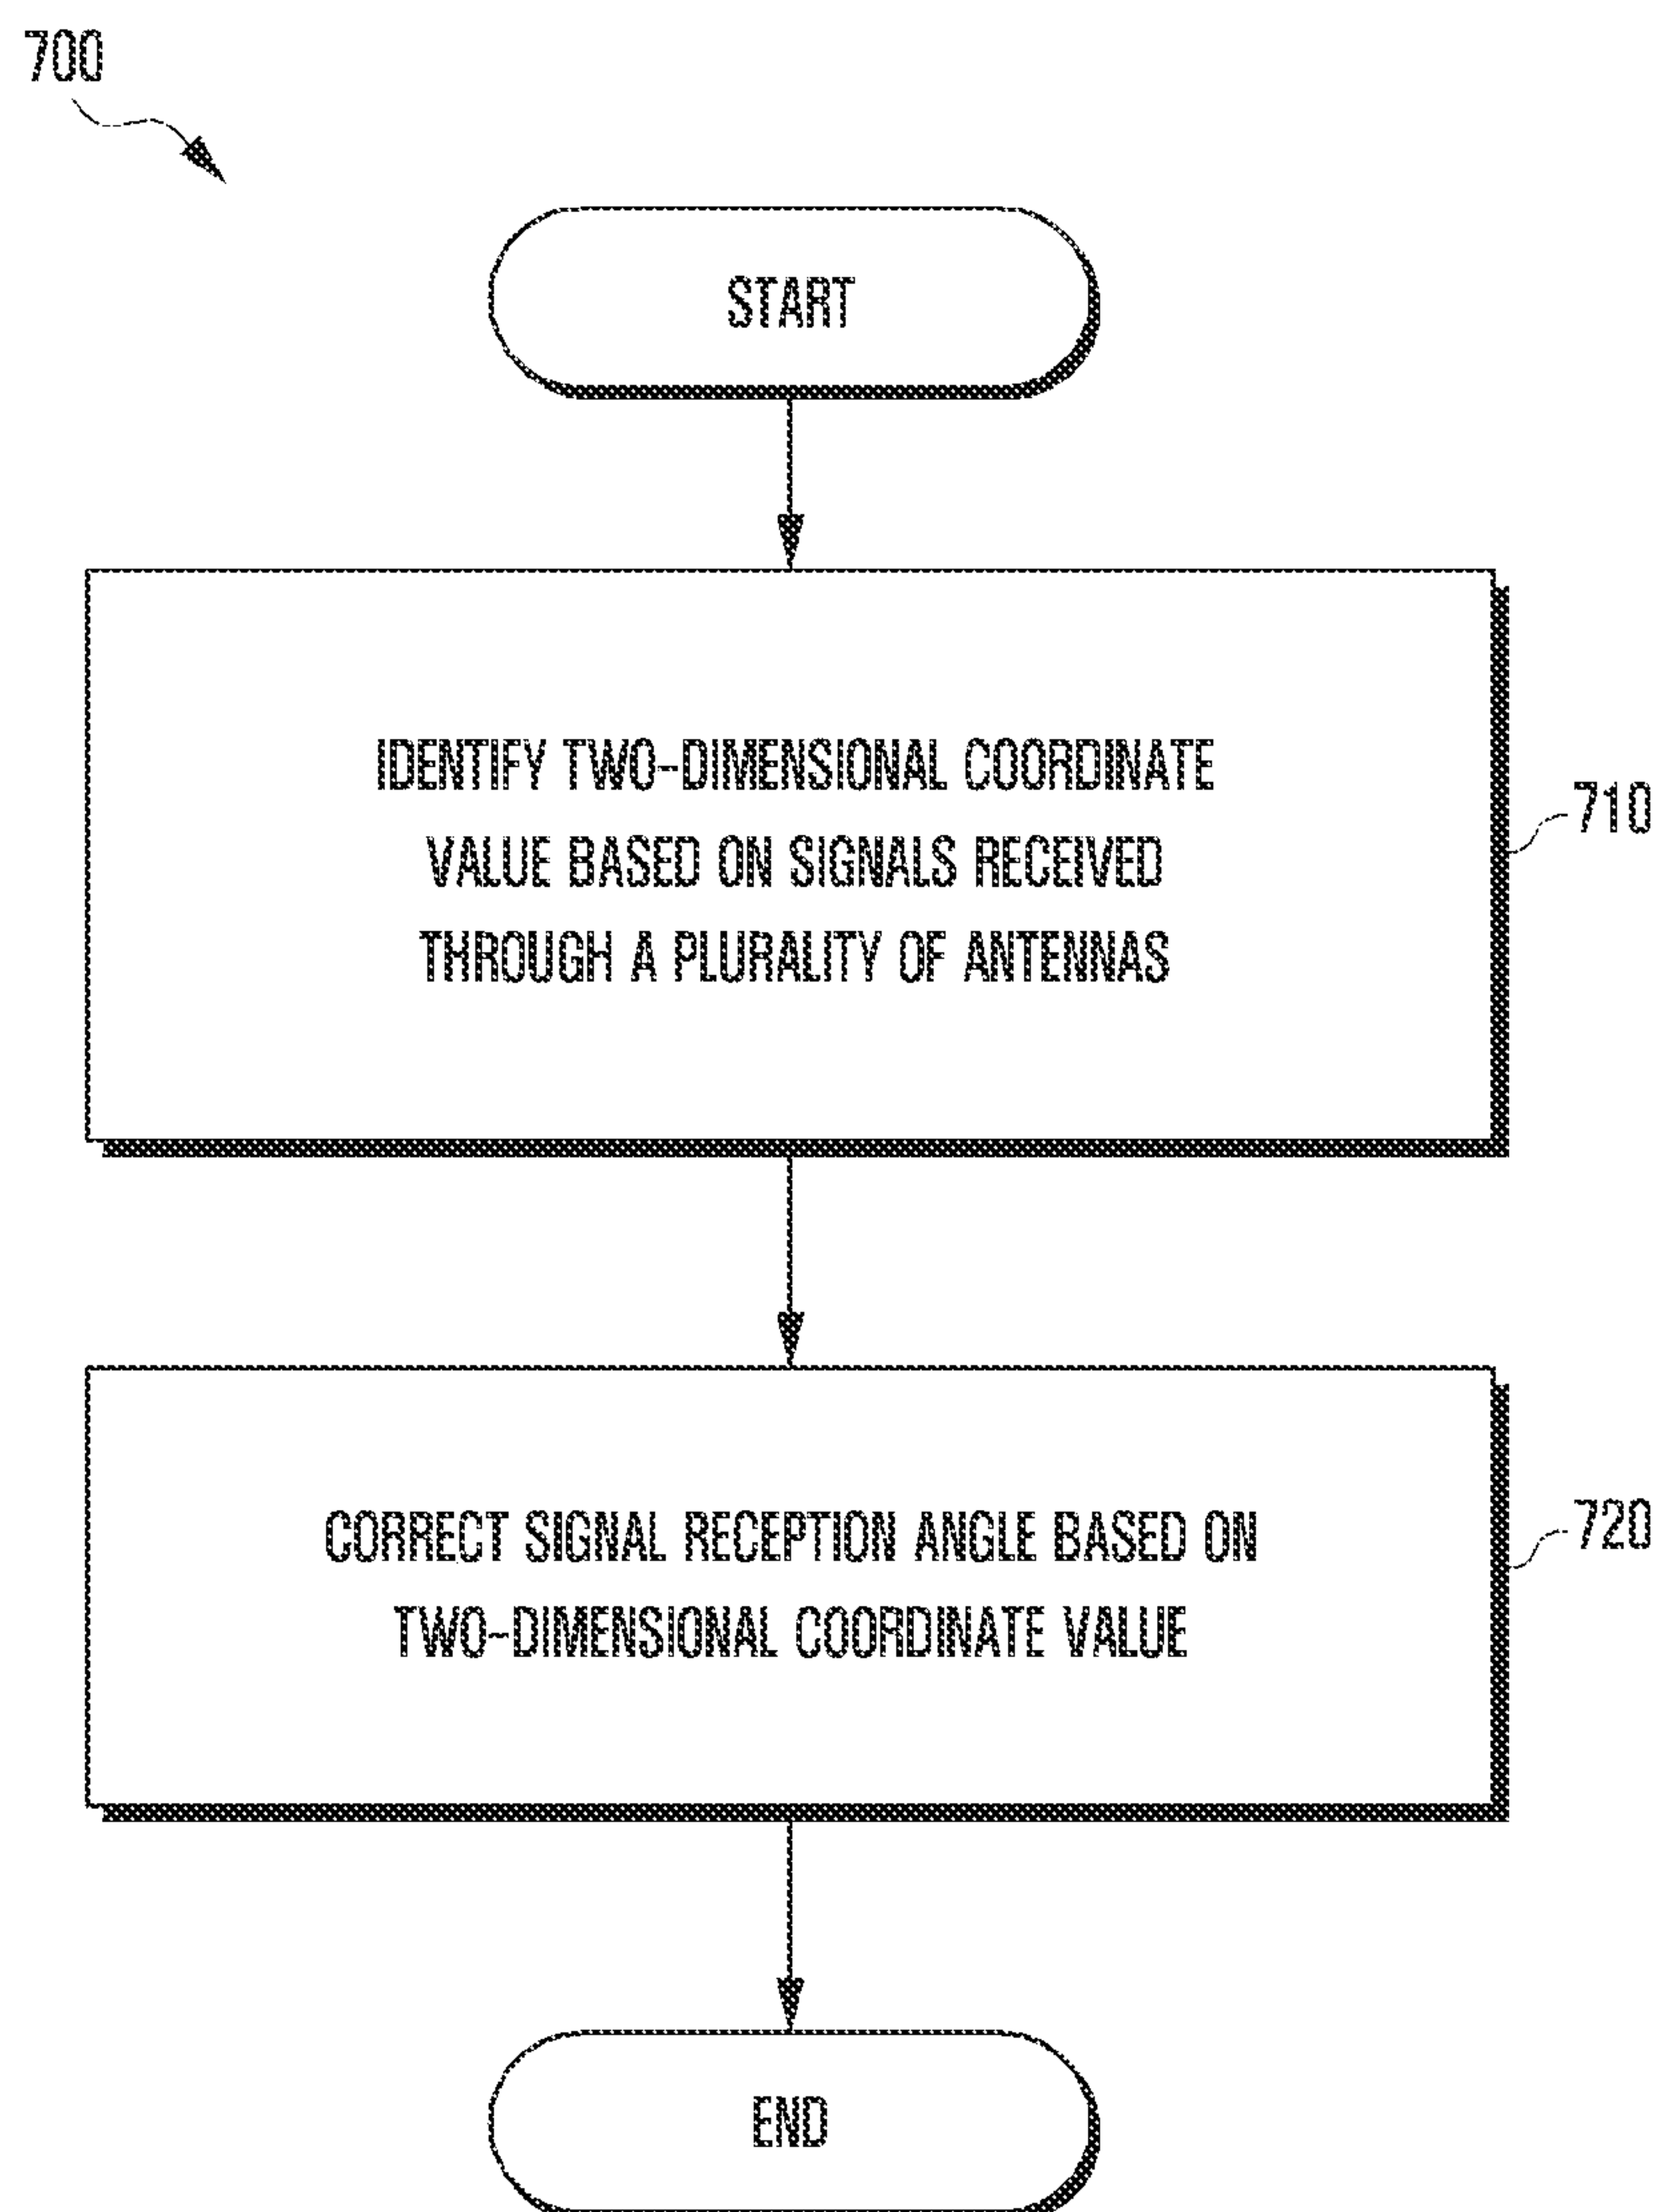 700
START
IDENTIFY TWO-DIMENSIONAL COORDINATE
VALUE BASED ON SIGNALS RECEIVED
THROUGH A PLURALITY OF ANTENNAS
710
CORRECT SIGNAL RECEPTION ANGLE BASED ON
TWO-DIMENSIONAL COORDINATE VALUE
720
END